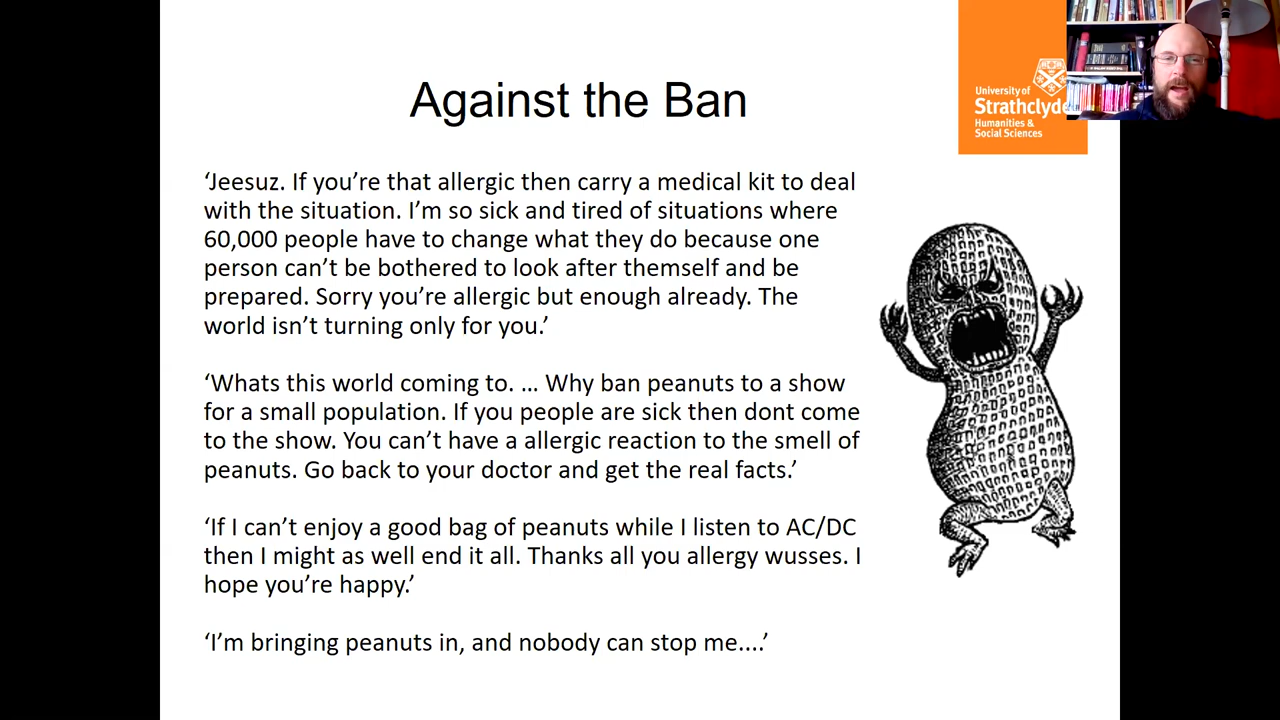 Against the Ban
University of
Strathclyde
Humanities &
Social Sciences
‘Jeesuz. If you’re that allergic then carry a medical kit to deal
with the situation. I’m so sick and tired of situations where
60,000 people have to change what they do because one
person can’t be bothered to look after themself and be
prepared. Sorry you’re allergic but enough already. The
world isn’t turning only for you.’
‘Whats this world coming to. … Why ban peanuts to a show
for a small population. If you people are sick then dont come
to the show. You can’t have a allergic reaction to the smell of
peanuts. Go back to your doctor and get the real facts.’
‘If I can’t enjoy a good bag of peanuts while I listen to AC/DC
then I might as well end it all. Thanks all you allergy wusses. I
hope you’re happy.’
‘I’m bringing peanuts in, and nobody can stop me....’